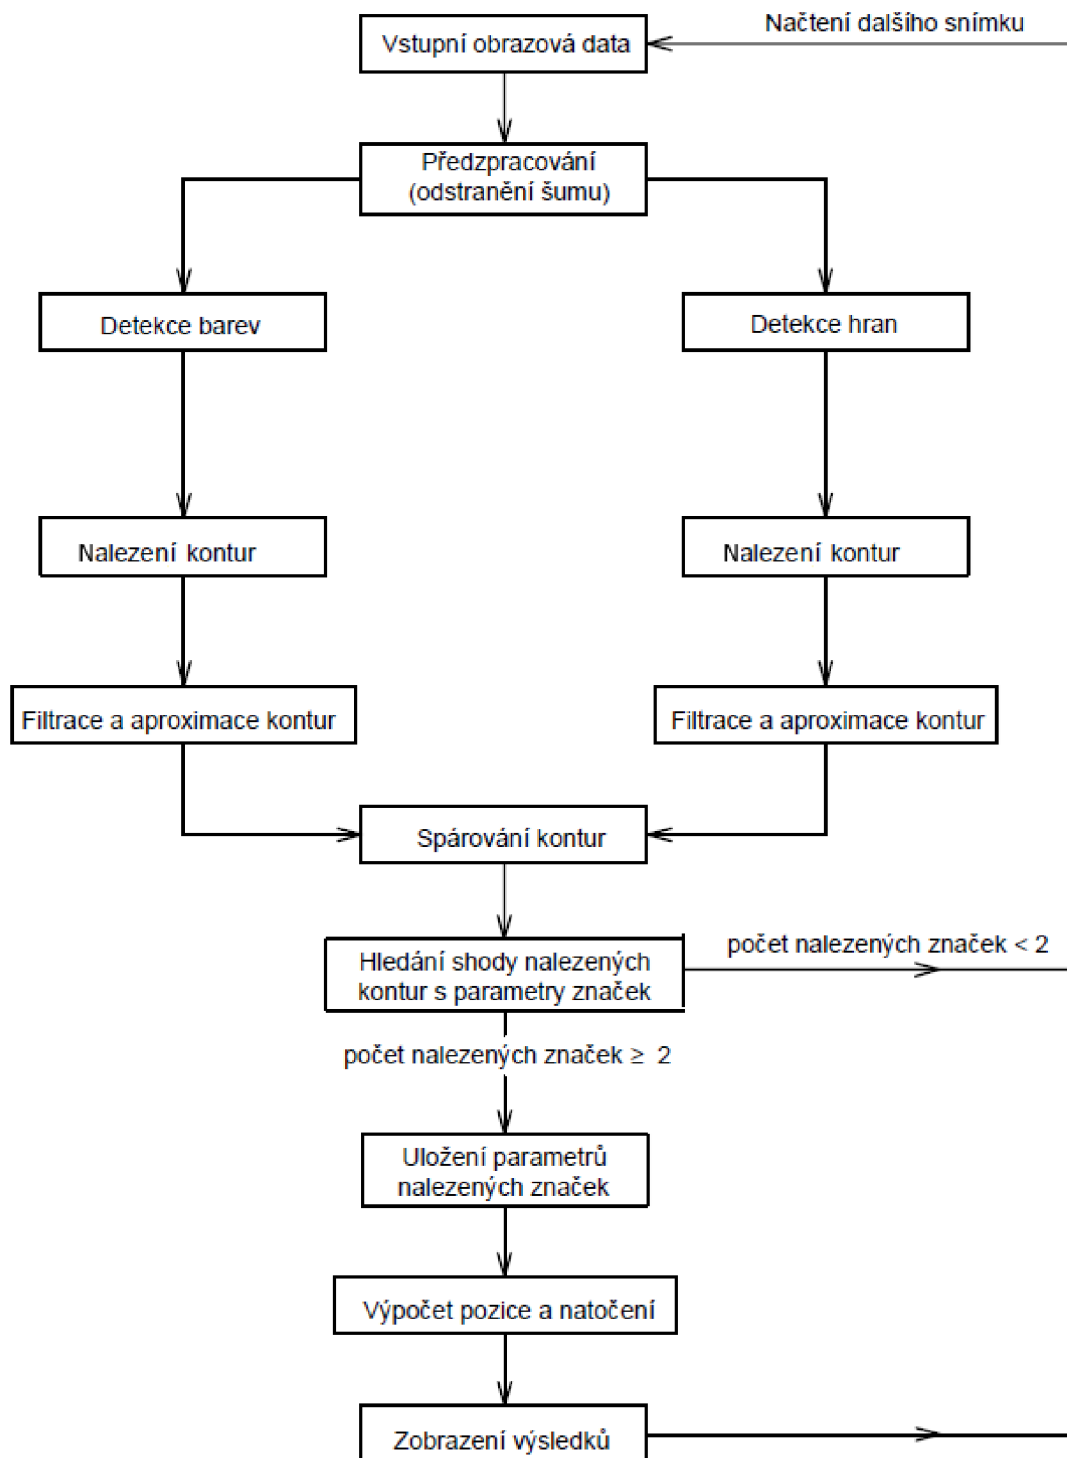 Načtení dalšího snímku
Vstupní obrazová data
Předzpracování
(odstranění šumu)
Detekce barev
Detekce hran
Nalezení kontur
Nalezení kontur
Filtrace a aproximace kontur
Filtrace a aproximace kontur
Spárování kontur
počet nalezených značek < 2
Hledání shody nalezených
kontur s parametry značek
počet nalezených značek ≥ 2
Uložení parametrů
nalezených značek
Výpočet pozice a natočení
Zobrazení výsledků